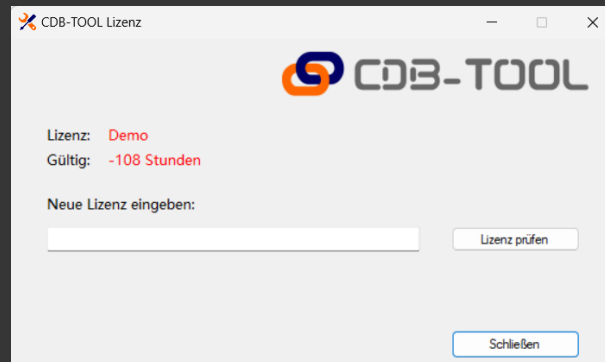 CDB-TOOL Lizenz
CDB-TOOL
Lizenz: Demo
Gültig: -108 Stunden
Neue Lizenz eingeben:
Lizenz prüfen
Schließen